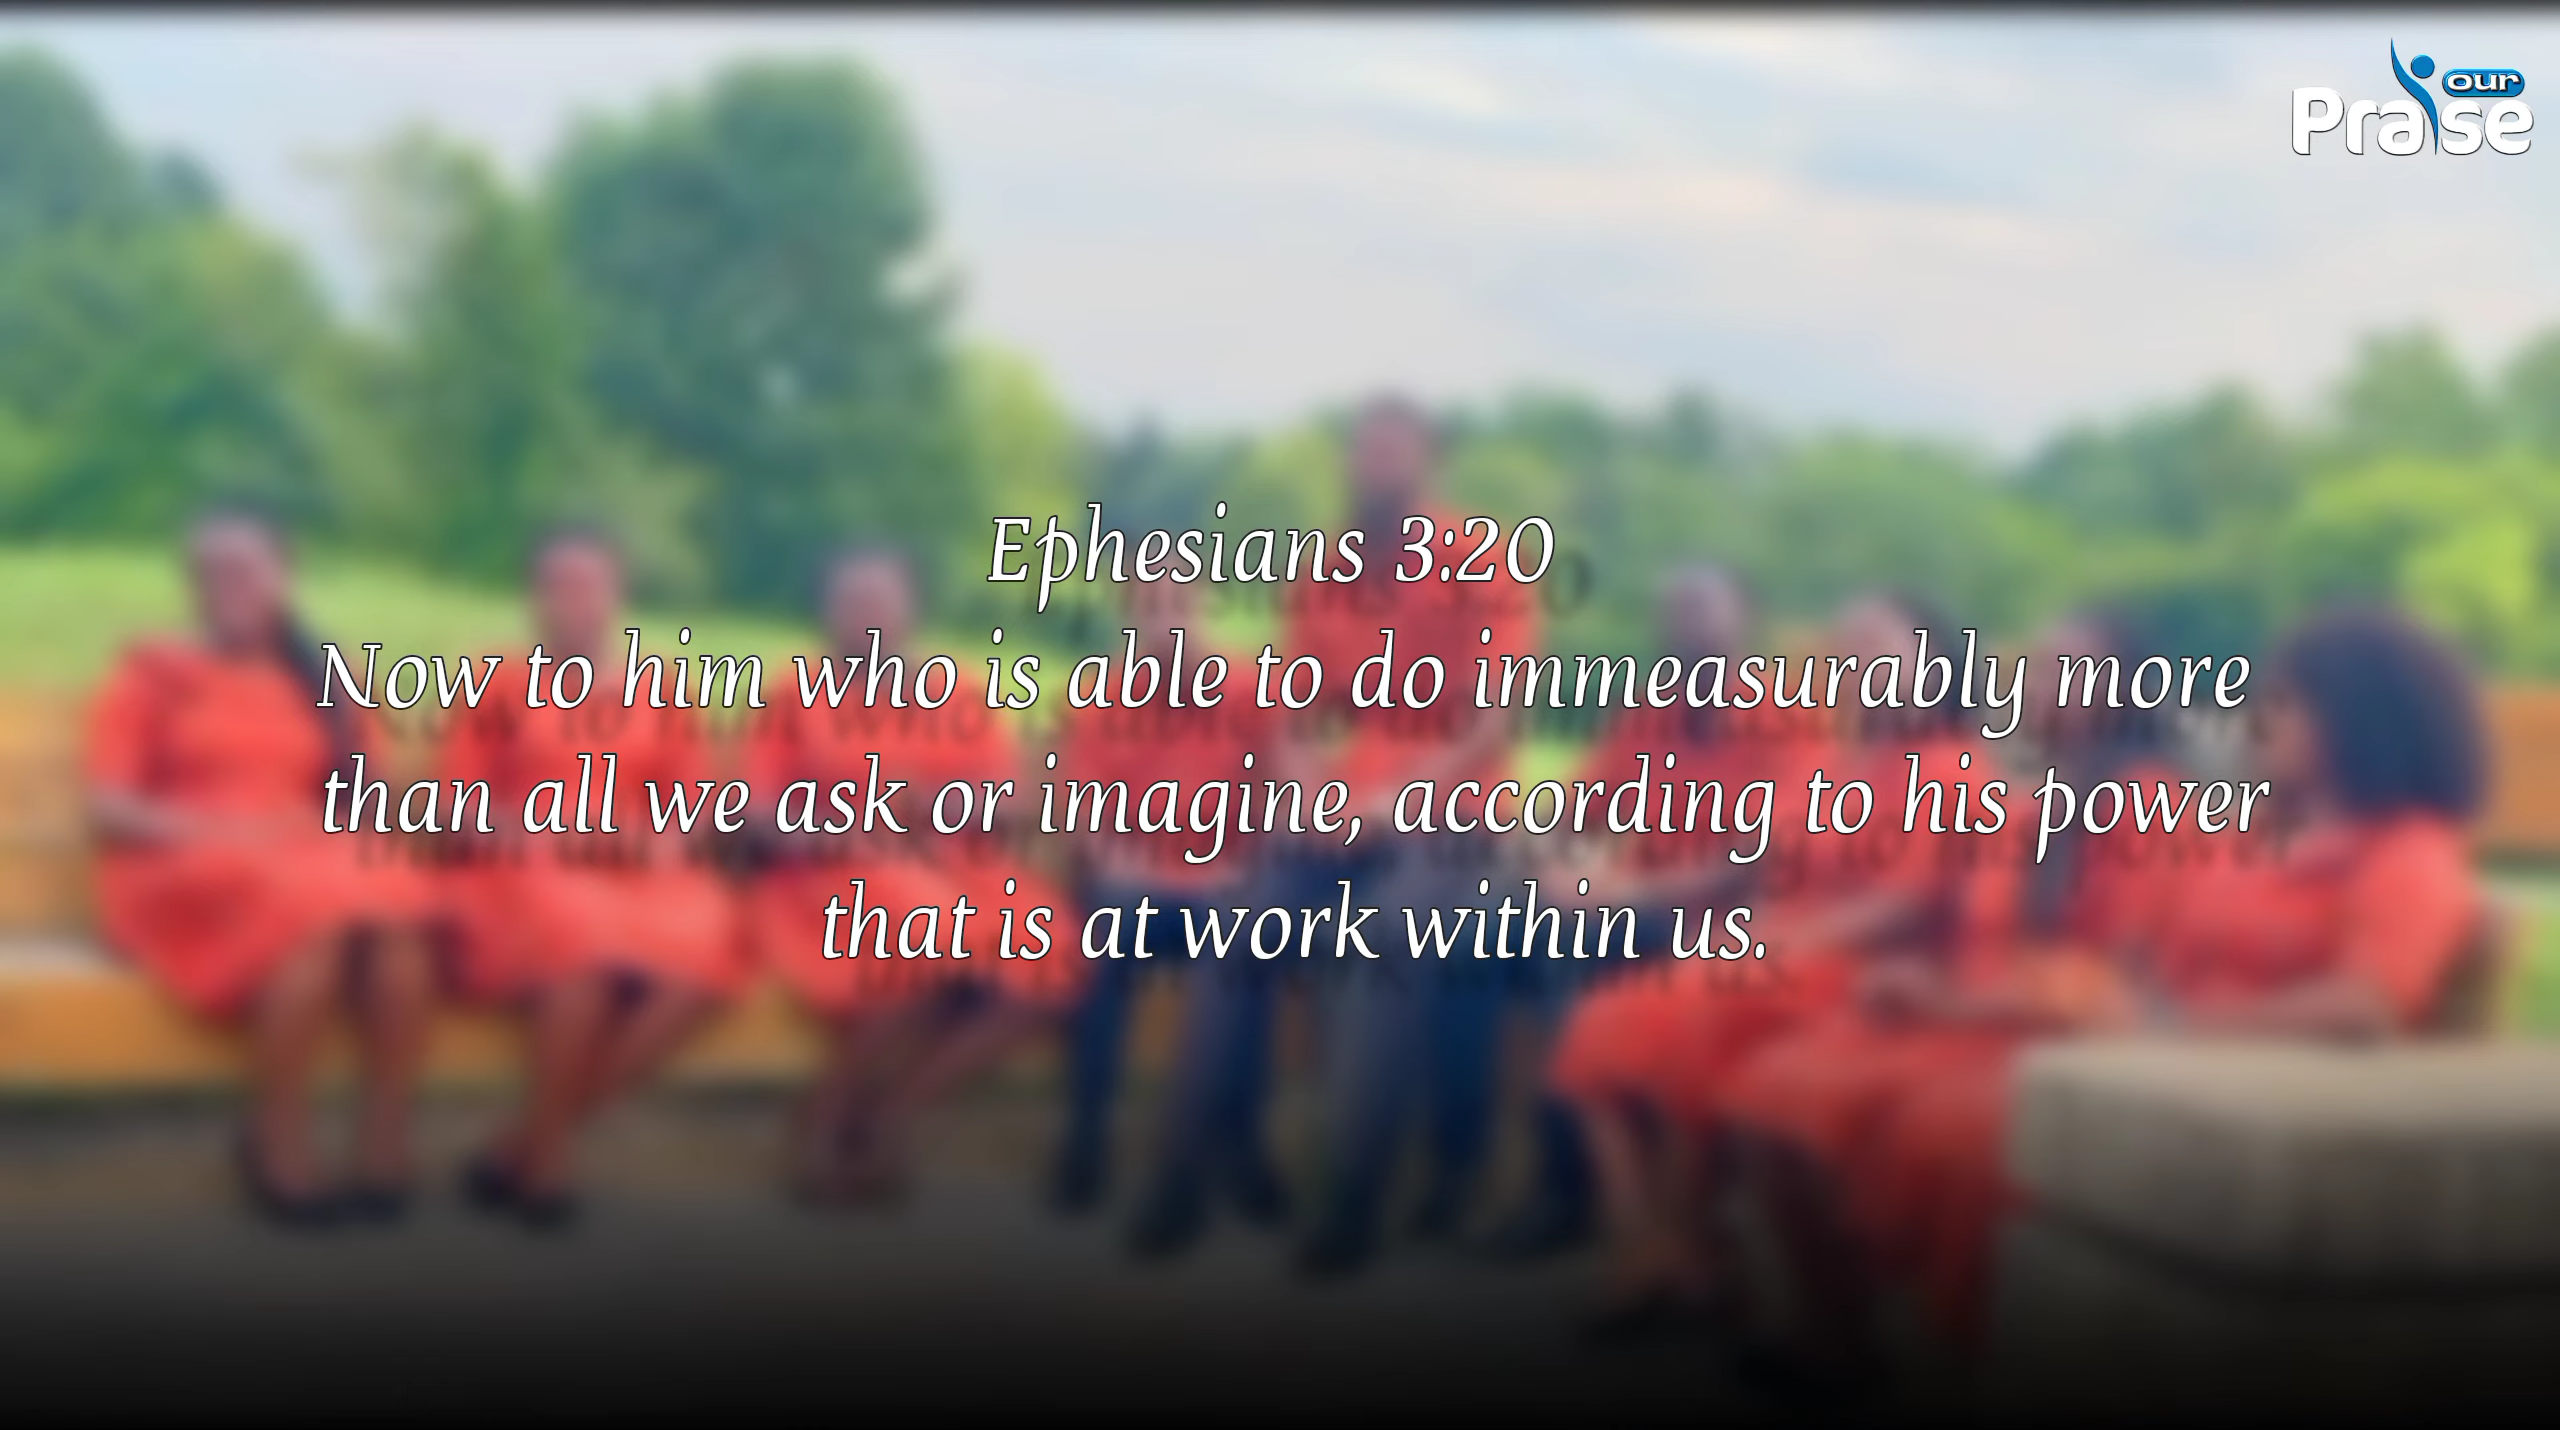 our
Praise
Ephesians 3:20
Now to him who is able to do immeasurably more
than all we ask or imagine, according to his power
that is at work within us.